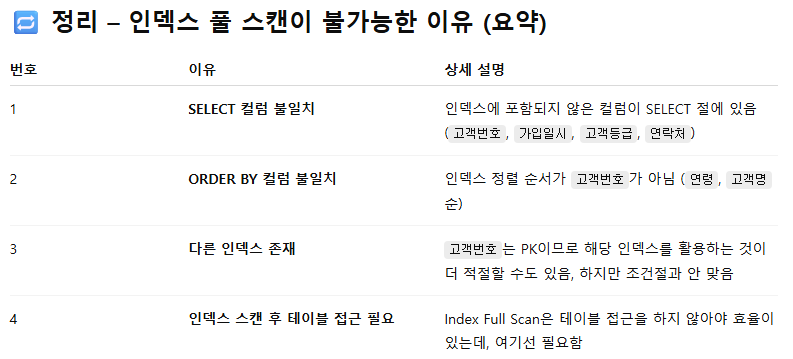 🔁 정리 – 인덱스 풀 스캔이 불가능한 이유 (요약)
번호 이유 상세 설명
1 SELECT 컬럼 불일치 인덱스에 포함되지 않은 컬럼이 SELECT 절에 있음
(고객번호, 가입일시, 고객등급, 연락처)
2 ORDER BY 컬럼 불일치 인덱스 정렬 순서가 고객번호가 아님 (연령, 고객명
순)
3 다른 인덱스 존재 고객번호는 PK이므로 해당 인덱스를 활용하는 것이
더 적절할 수도 있음, 하지만 조건절과 안 맞음
4 인덱스 스캔 후 테이블 접근 필요 Index Full Scan은 테이블 접근을 하지 않아야 효율이
있는데, 여기선 필요함